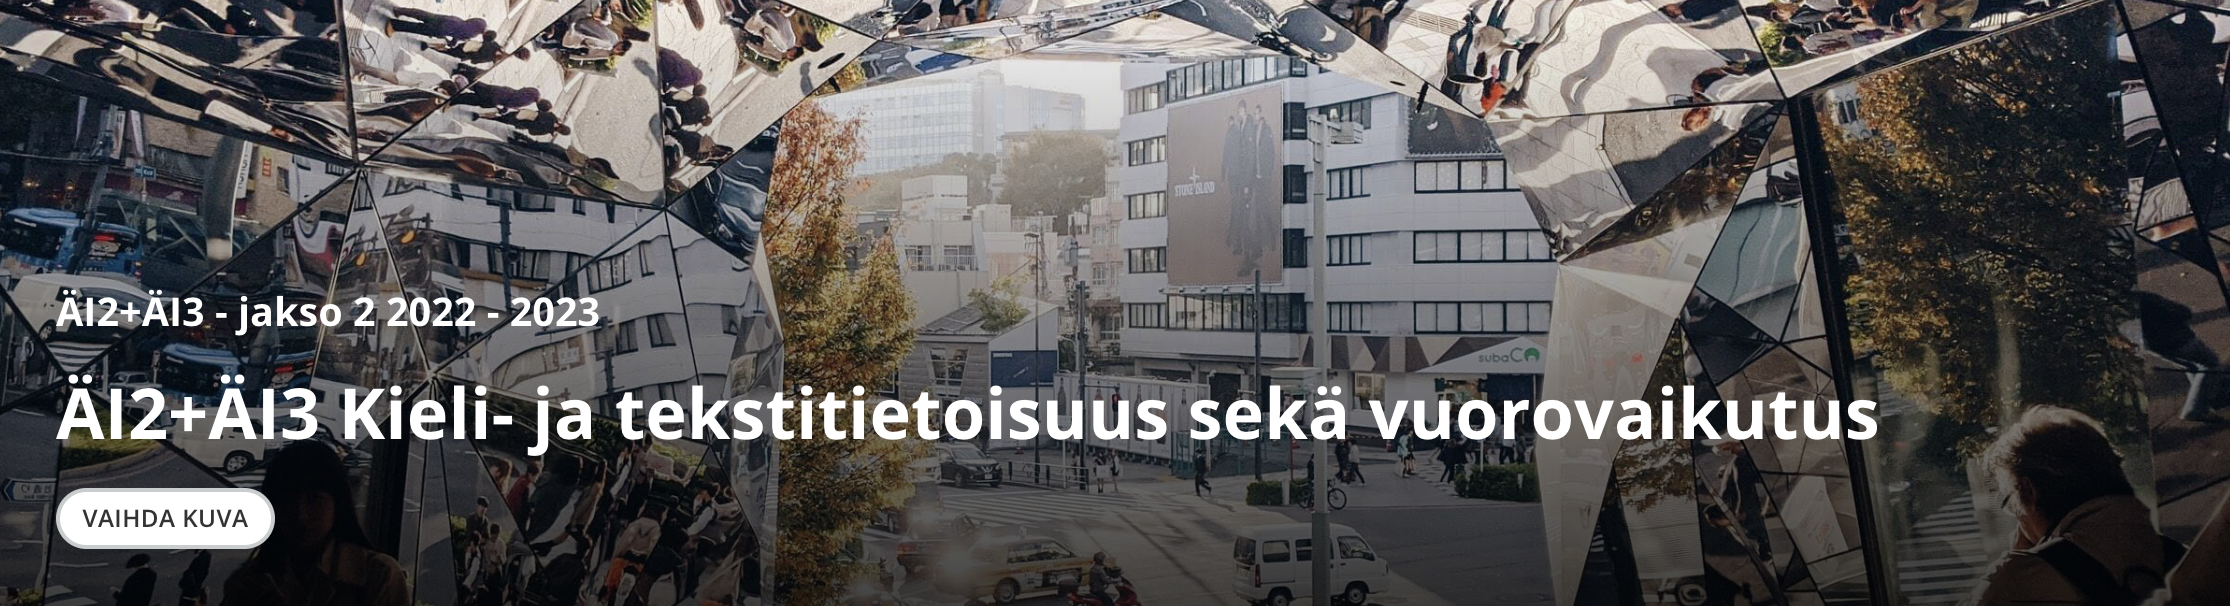 STONE ISLAND
ÄI2+ÄI3 - jakso 2 2022 - 2023
subaCO
ÄI2+ÄI3 Kieli- ja tekstitietoisuus sekä vuorovaikutus
VAIHDA KUVA